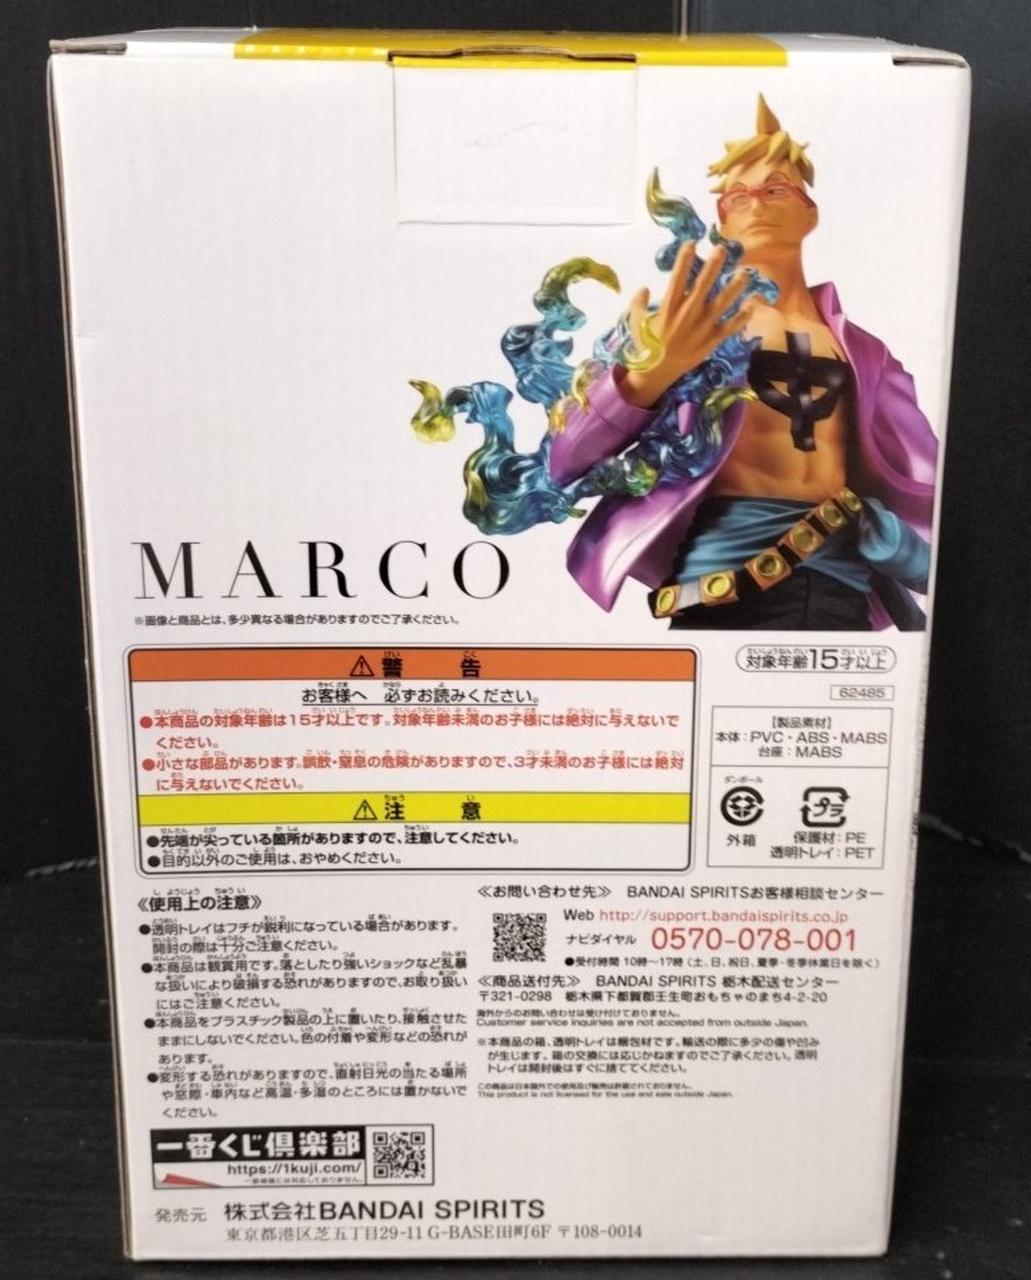 MARCO
※画像と商品とは、多少異なる場合がありますのでご了承ください。
⚠警告
お客様へ 必ずお読みください。
●本商品の対象年齢は15才以上です。対象年齢未満のお子様には絶対に与えないで
ください。
●小さな部品があります。誤飲・窒息の危険がありますので、3才未満のお子様には絶対
に与えないでください。
⚠注意
●先端が尖っている箇所がありますので、注意してください。
●目的以外のご使用は、おやめください。
対象年齢15才以上
62485
【製品素材】
本体:PVC・ABS・MABS
台座:MABS
ダンボール
外箱
プラ
保護材:PE
透明トレイ:PET
《使用上の注意》
●透明トレイはフチが鋭利になっている場合があります。
開封の際は十分ご注意ください。
●本商品は観賞用です。落としたり強いショックなど乱暴
な扱いにより破損する恐れがありますので、お取り扱い
にはご注意ください。
●本商品をプラスチック製品の上に置いたり、接触させた
ままにしないでください。色の付着や変形などの恐れが
あります。
●変形する恐れがありますので、直射日光の当たる場所
や窓際・車内など高温・多湿のところには置かないで
ください。
≪お問い合わせ先≫ BANDAI SPIRITSお客様相談センター
Web http://support.bandaispirits.co.jp
ナビダイヤル 0570-078-001
●受付時間 10時〜17時(土、日、祝日、夏季・冬季休業日を除く)
≪商品送付先≫ BANDAI SPIRITS 栃木配送センター
〒321-0298 栃木県下都賀郡壬生町おもちゃのまち4-2-20
海外からのお問い合わせは受け付けておりません。
Customer service inquiries are not accepted from outside Japan.
※本商品の箱、透明トレイは梱包材です。輸送の際に多少の傷や凹み
が生じます。箱の交換には応じかねますのでご了承ください。透明
トレイは開封後はすぐに捨ててください。
この商品は日本国外での使用及び販売は許諾されておりません。
This product is not licensed for the use and sale outside Japan.
一番くじ倶楽部
https://1kuji.com/
発売元 株式会社BANDAI SPIRITS
東京都港区芝五丁目29-11 G-BASE田町6F 〒108-0014